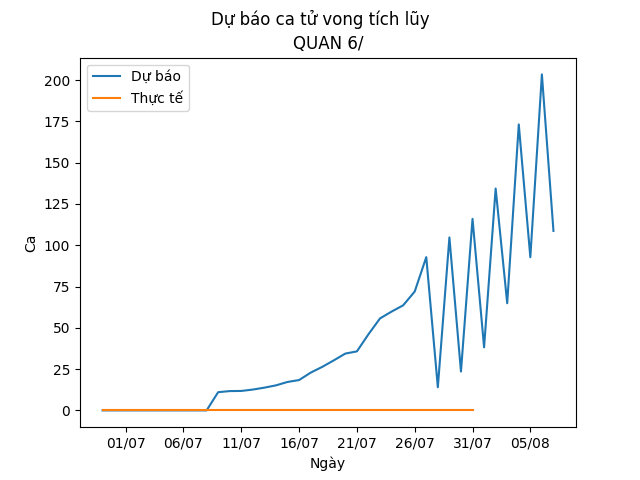 Dự báo ca tử vong tích lũy
QUAN 6/
Dự báo
Thực tế
200
175
150
125
100
75
50
25
0
Ca
01/07 06/07 11/07 16/07 21/07 26/07 31/07 05/08
Ngày